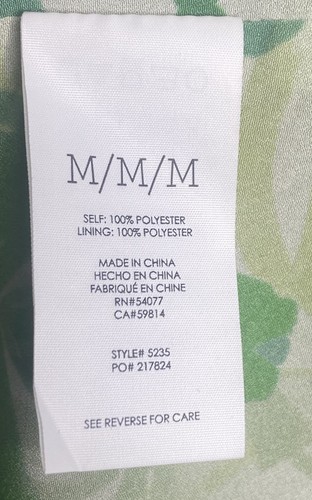 M/M/M
SELF: 100% POLYESTER
LINING: 100% POLYESTER
MADE IN CHINA
HECHO EN CHINA
FABRIQUÉ EN CHINE
RN#54077
CA#59814
STYLE# 5235
PO# 217824
SEE REVERSE FOR CARE